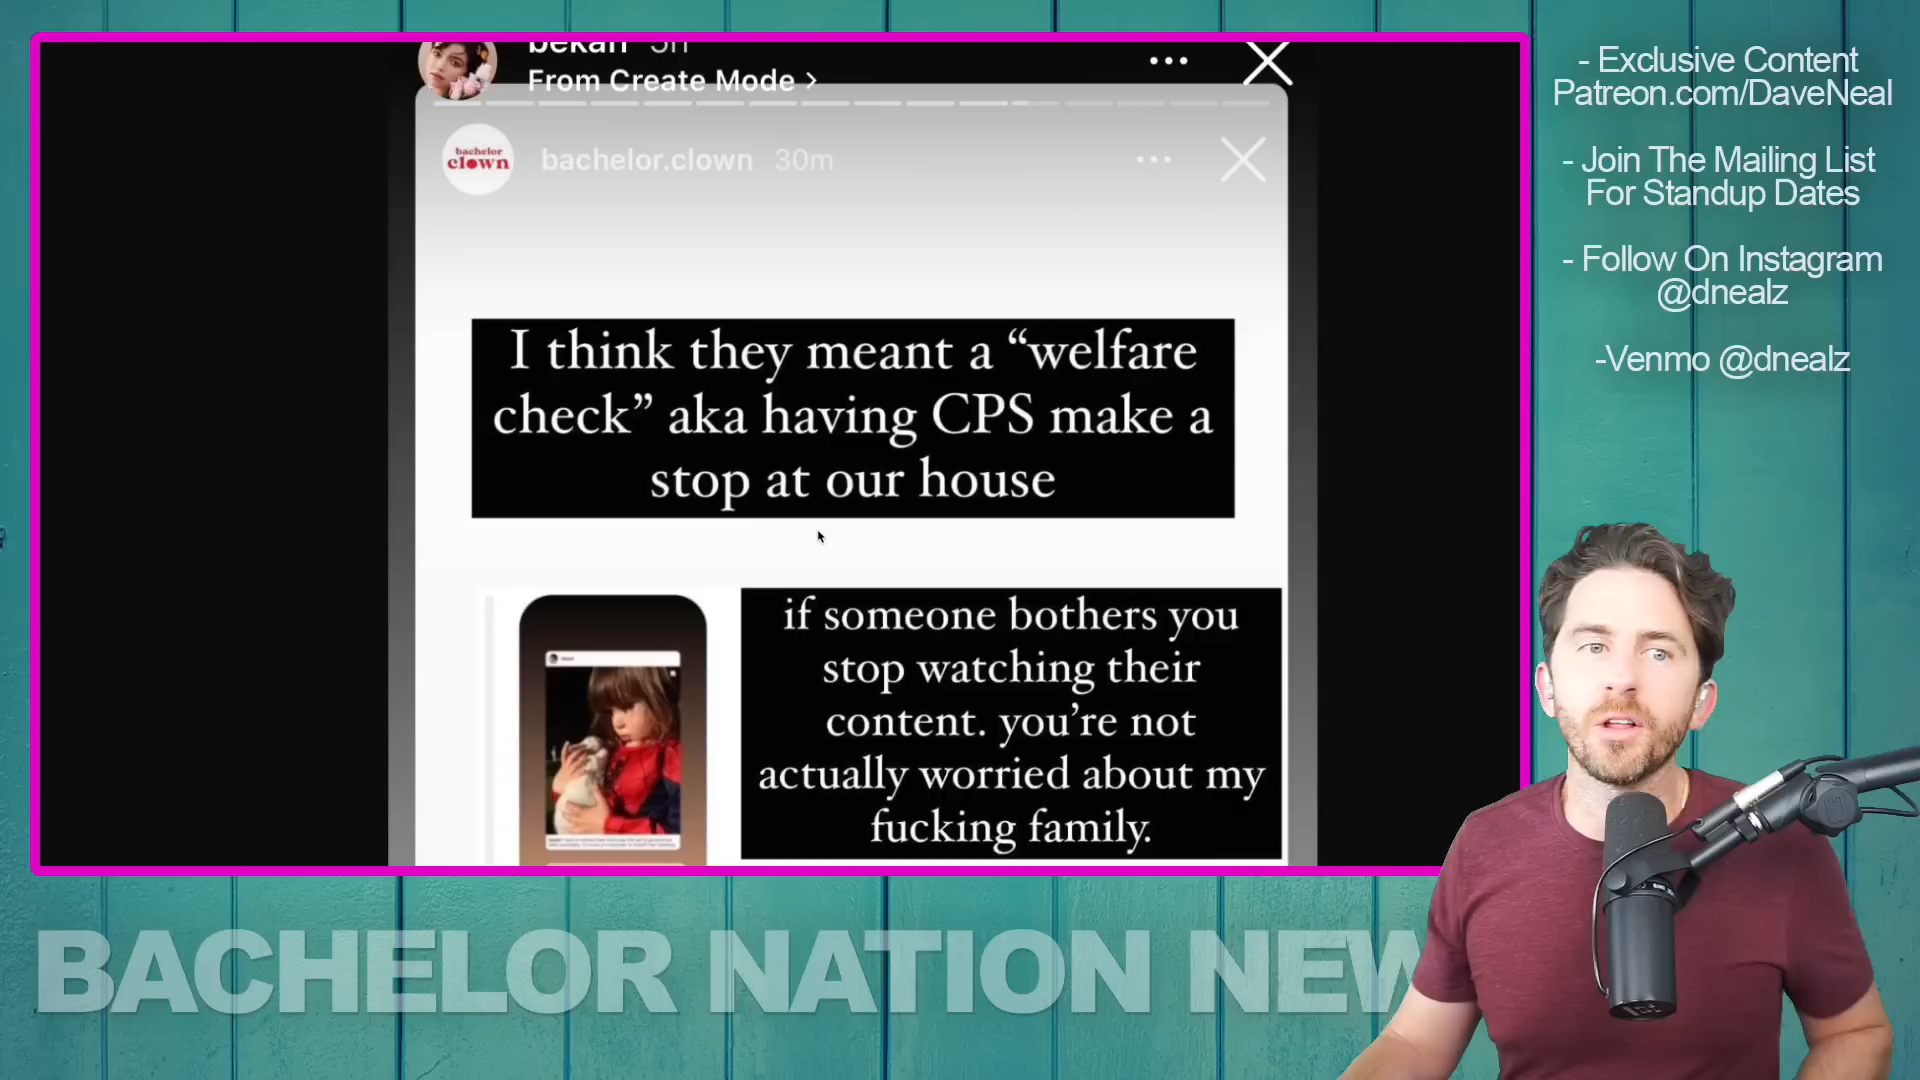 bekah 5h
From Create Mode >
bachelor
clown
bachelor.clown 30m
I think they meant a “welfare
check” aka having CPS make a
stop at our house
if someone bothers you
stop watching their
content. you’re not
actually worried about my
fucking family.
- Exclusive Content
Patreon.com/DaveNeal
- Join The Mailing List
For Standup Dates
- Follow On Instagram
@dnealz
-Venmo @dnealz
BACHELOR NATION NEW